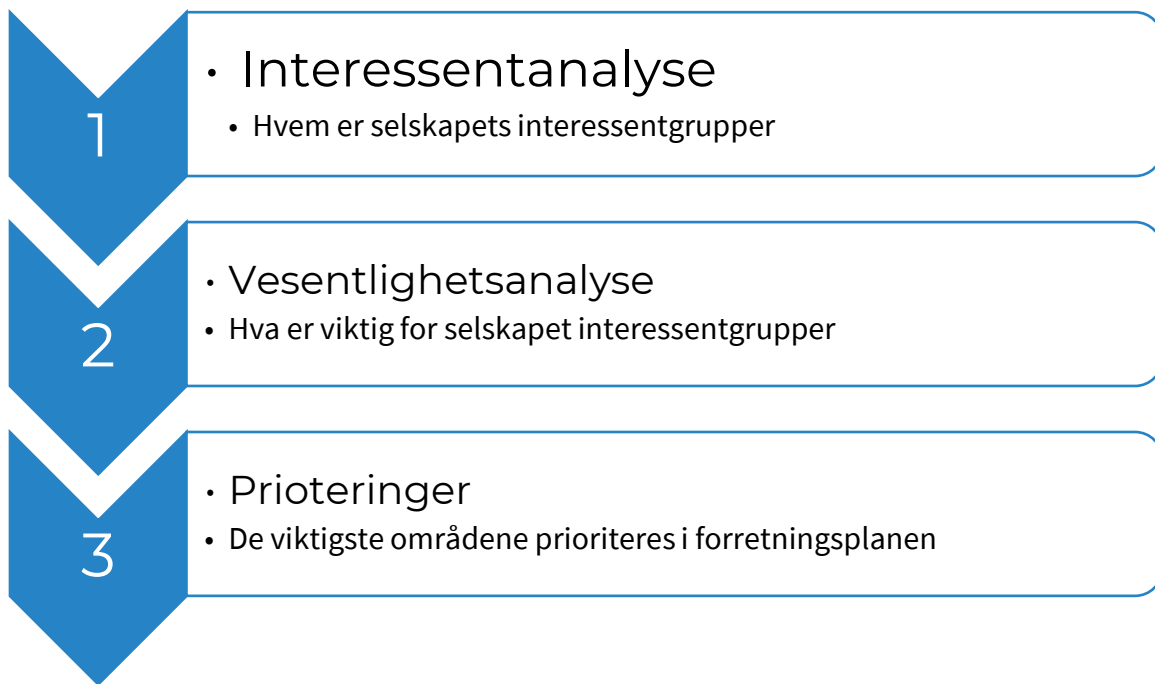 1
• Interessentanalyse
• Hvem er selskapets interessentgrupper
2
• Vesentlighetsanalyse
• Hva er viktig for selskapet interessentgrupper
3
• Prioteringer
• De viktigste områdene prioriteres i forretningsplanen